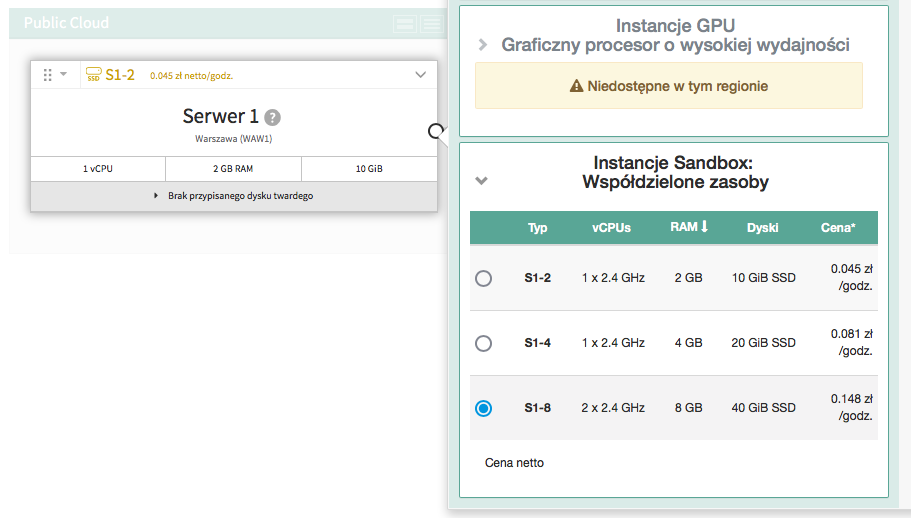 Public Cloud
SSD S1-2 0.045 zł netto/godz.
Serwer 1 ?
Warszawa (WAW1)
1 vCPU 2 GB RAM 10 GiB
Brak przypisanego dysku twardego
Instancje GPU
Graficzny procesor o wysokiej wydajności
Niedostępne w tym regionie
Instancje Sandbox:
Współdzielone zasoby
Typ vCPUs RAM Dyski Cena*
S1-2 1 x 2.4 GHz 2 GB 10 GiB SSD 0.045 zł
/godz.
S1-4 1 x 2.4 GHz 4 GB 20 GiB SSD 0.081 zł
/godz.
S1-8 2 x 2.4 GHz 8 GB 40 GiB SSD 0.148 zł
/godz.
Cena netto